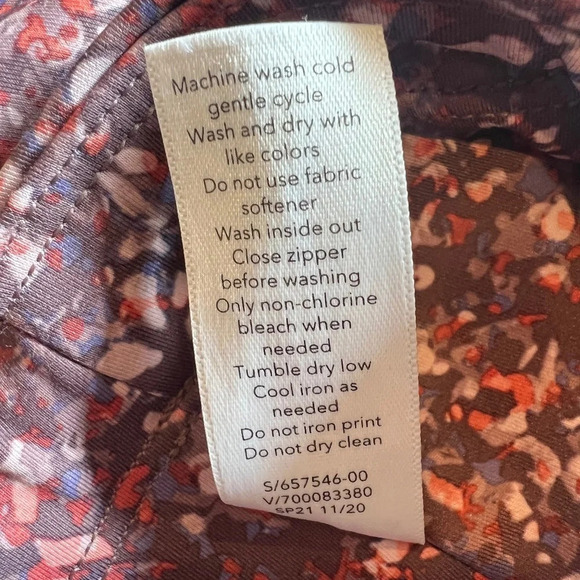 Machine wash cold
gentle cycle
Wash and dry with
like colors
Do not use fabric
softener
Wash inside out
Close zipper
before washing
Only non-chlorine
bleach when
needed
Tumble dry low
Cool iron as
needed
Do not iron print
Do not dry clean
S/657546-00
V/700083380
SP21 11/20